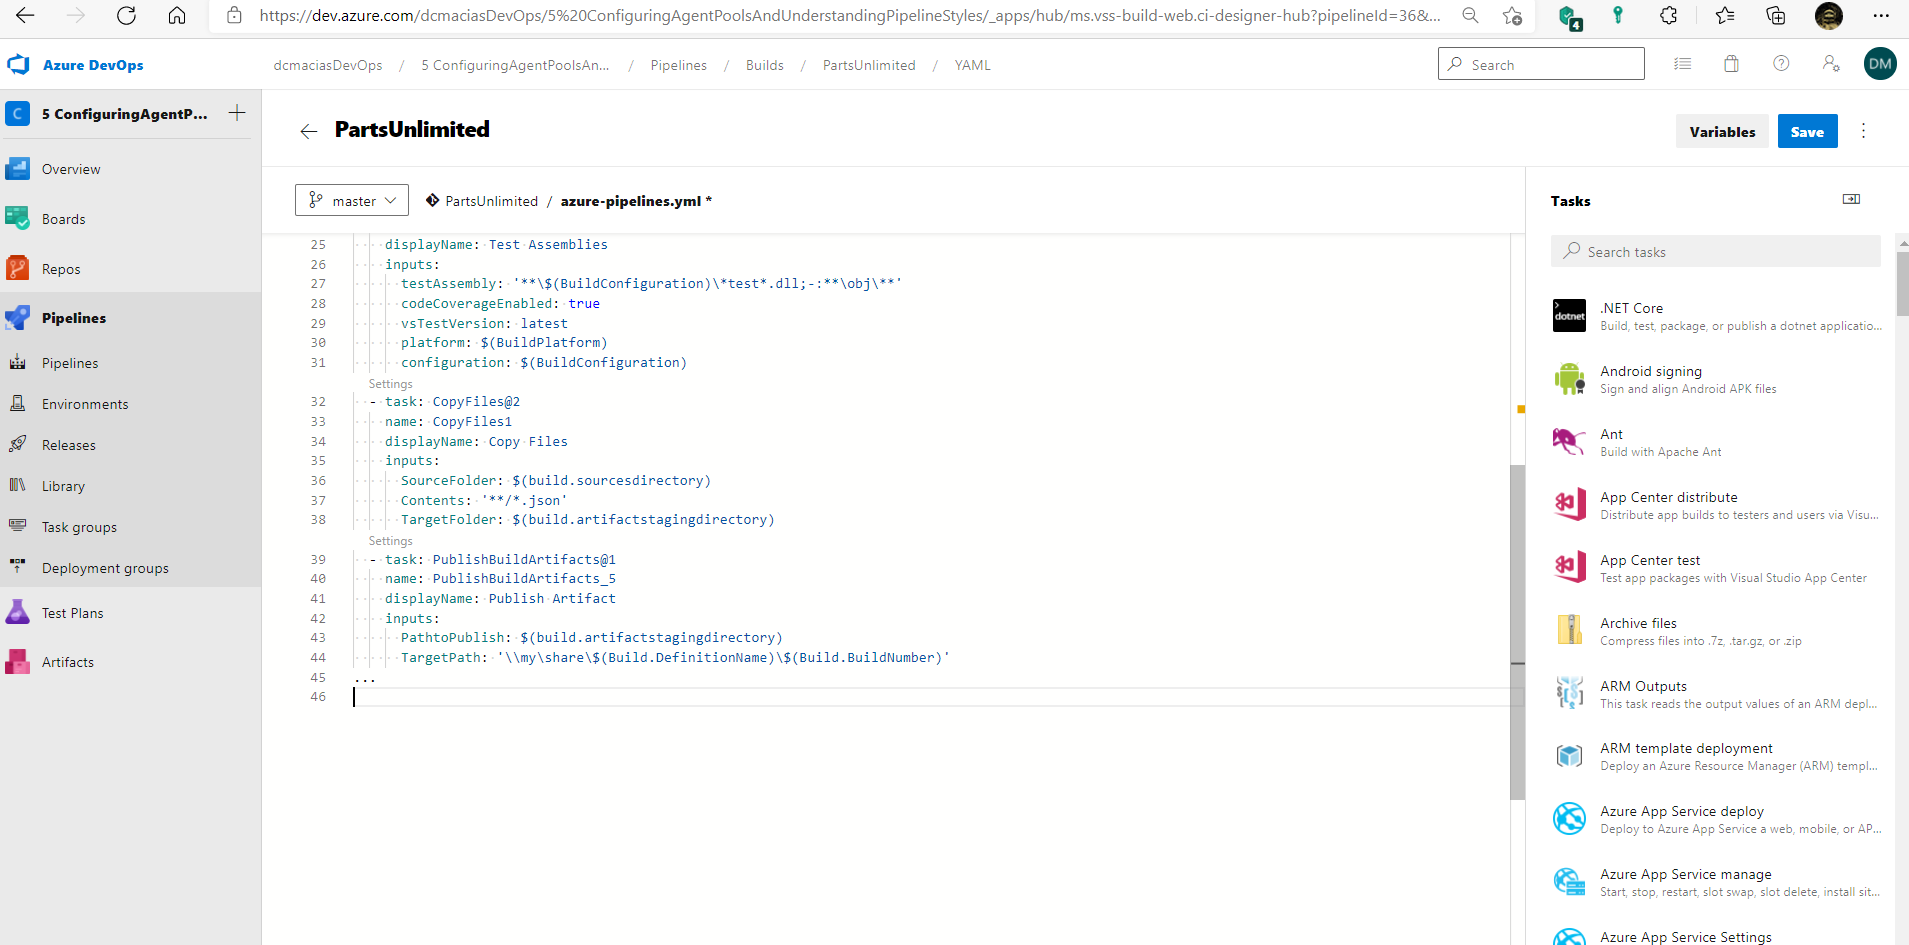 https://dev.azure.com/dcmaciasDevOps/5%20ConfiguringAgentPoolsAndUnderstandingPipelineStyles/_apps/hub/ms.vss-build-web.ci-designer-hub?pipelineId=36&...
4
Azure DevOps
dcmaciasDevOps / 5 ConfiguringAgentPoolsAn... / Pipelines / Builds / PartsUnlimited / YAML
Search
DM
C
5 ConfiguringAgentP...
Overview
Boards
Repos
Pipelines
Pipelines
Environments
Releases
Library
Task groups
Deployment groups
Test Plans
Artifacts
PartsUnlimited
Variables
Save
master
PartsUnlimited / azure-pipelines.yml *
25 displayName: Test Assemblies
26 inputs:
27 testAssembly: '**\$(BuildConfiguration)\*test*.dll;-:**\obj\**'
28 codeCoverageEnabled: true
29 vsTestVersion: latest
30 platform: $(BuildPlatform)
31 configuration: $(BuildConfiguration)
Settings
32 - task: CopyFiles@2
33 name: CopyFiles1
34 displayName: Copy Files
35 inputs:
36 SourceFolder: $(build.sourcesdirectory)
37 Contents: '**/*.json'
38 TargetFolder: $(build.artifactstagingdirectory)
Settings
39 - task: PublishBuildArtifacts@1
40 name: PublishBuildArtifacts_5
41 displayName: Publish Artifact
42 inputs:
43 PathtoPublish: $(build.artifactstagingdirectory)
44 TargetPath: '\\my\share\$(Build.DefinitionName)\$(Build.BuildNumber)'
45 ...
46
Tasks
Search tasks
dotnet
.NET Core
Build, test, package, or publish a dotnet applicatio...
Android signing
Sign and align Android APK files
Ant
Build with Apache Ant
App Center distribute
Distribute app builds to testers and users via Visu...
App Center test
Test app packages with Visual Studio App Center
Archive files
Compress files into .7z, .tar.gz, or .zip
ARM Outputs
This task reads the output values of an ARM depl...
ARM template deployment
Deploy an Azure Resource Manager (ARM) templ...
Azure App Service deploy
Deploy to Azure App Service a web, mobile, or AP...
Azure App Service manage
Start, stop, restart, slot swap, slot delete, install sit...
Azure App Service Settings